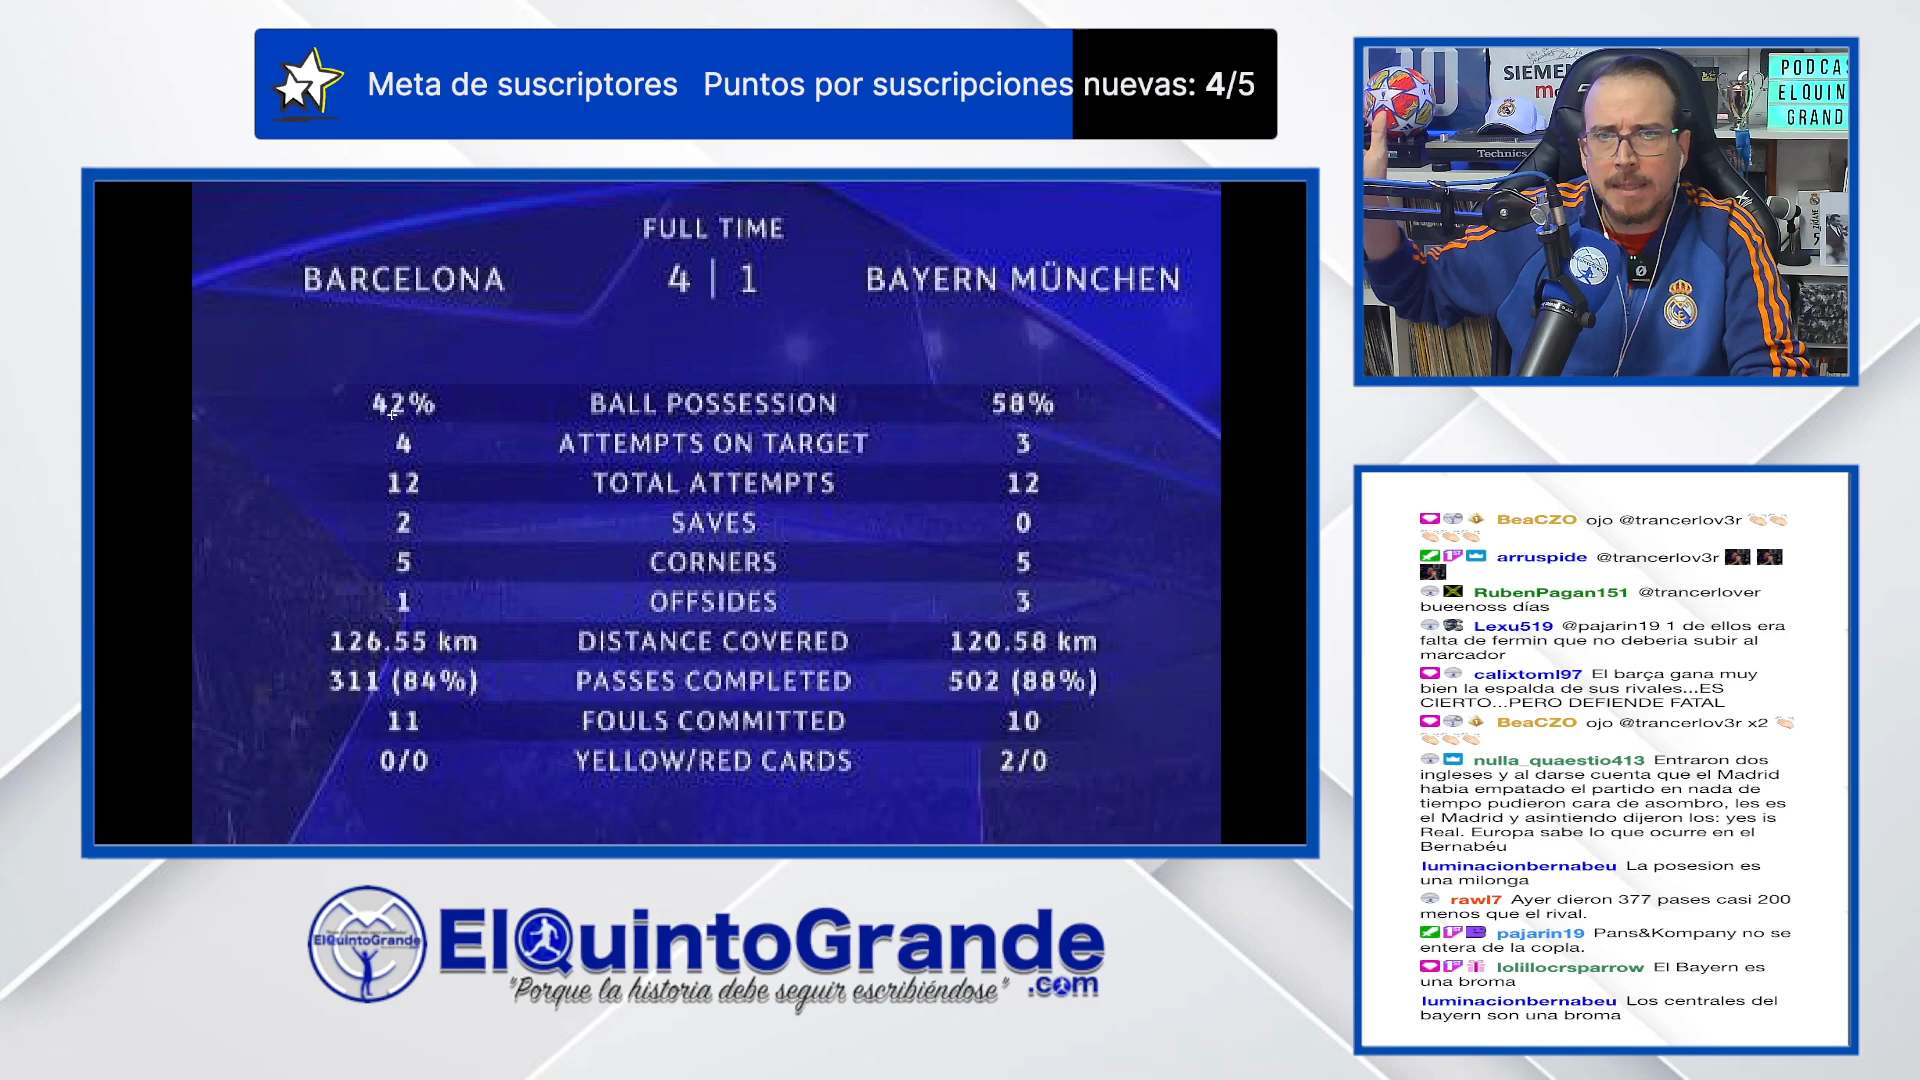 Meta de suscriptores Puntos por suscripciones nuevas: 4/5
FULL TIME
BARCELONA 4 | 1 BAYERN MÜNCHEN
42% BALL POSSESSION 58%
4 ATTEMPTS ON TARGET 3
12 TOTAL ATTEMPTS 12
2 SAVES 0
5 CORNERS 5
1 OFFSIDES 3
126.55 km DISTANCE COVERED 120.58 km
311 (84%) PASSES COMPLETED 502 (88%)
11 FOULS COMMITTED 10
0/0 YELLOW/RED CARDS 2/0
ElQuintoGrande
ElQuintoGrande
"Porque la historia debe seguir escribiéndose" .com
10
SIEMEN
Technics
PODCA
ELQUIN
GRAND
ZIDANE
5
BeaCZO ojo @trancerlov3r
arruspide @trancerlov3r
RubenPagan151 @trancerlover
bueenoss días
Lexu519 @pajarin19 1 de ellos era
falta de fermin que no deberia subir al
marcador
calixtoml97 El barça gana muy
bien la espalda de sus rivales...ES
CIERTO...PERO DEFIENDE FATAL
BeaCZO ojo @trancerlov3r x2
nulla_quaestio413 Entraron dos
ingleses y al darse cuenta que el Madrid
habia empatado el partido en nada de
tiempo pudieron cara de asombro, les es
el Madrid y asintiendo dijeron los: yes is
Real. Europa sabe lo que ocurre en el
Bernabéu
luminacionbernabeu La posesion es
una milonga
rawl7 Ayer dieron 377 pases casi 200
menos que el rival.
pajarin19 Pans&Kompany no se
entera de la copla.
lolillocrsparrow El Bayern es
una broma
luminacionbernabeu Los centrales del
bayern son una broma